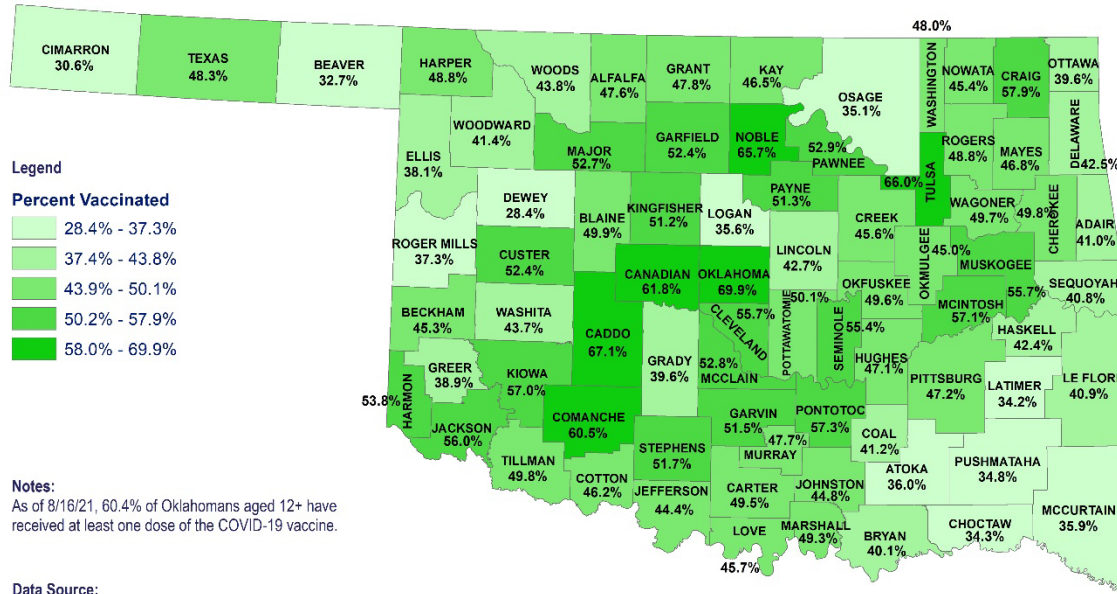 48.0%
CIMARRON
30.6%
TEXAS
48.3%
BEAVER
32.7%
HARPER
48.8%
WOODS
43.8%
ALFALFA
47.6%
GRANT
47.8%
KAY
46.5%
OSAGE
35.1%
WASHINGTON
NOWATA
45.4%
CRAIG
57.9%
OTTAWA
39.6%
WOODWARD
41.4%
ELLIS
38.1%
MAJOR
52.7%
GARFIELD
52.4%
NOBLE
65.7%
52.9%
PAWNEE
66.0%
TULSA
ROGERS
48.8%
MAYES
46.8%
DELAWARE
42.5%
Legend
Percent Vaccinated
28.4% - 37.3%
37.4% - 43.8%
43.9% - 50.1%
50.2% - 57.9%
58.0% - 69.9%
DEWEY
28.4%
BLAINE
49.9%
KINGFISHER
51.2%
LOGAN
35.6%
PAYNE
51.3%
CREEK
45.6%
WAGONER
49.7%
49.8%
CHEROKEE
ADAIR
41.0%
ROGER MILLS
37.3%
CUSTER
52.4%
CANADIAN
61.8%
OKLAHOMA
69.9%
LINCOLN
42.7%
OKMULGEE
45.0%
MUSKOGEE
55.7%
SEQUOYAH
40.8%
BECKHAM
45.3%
WASHITA
43.7%
CADDO
67.1%
GRADY
39.6%
65.7%
CLEVELAND
50.1%
POTTAWATOMIE
SEMINOLE
55.4%
OKFUSKEE
49.6%
MCINTOSH
57.1%
HASKELL
42.4%
GREER
38.9%
KIOWA
57.0%
52.8%
MCCLAIN
HUGHES
47.1%
PITTSBURG
47.2%
LATIMER
34.2%
LE FLORE
40.9%
53.8%
HARMON
JACKSON
56.0%
COMANCHE
60.5%
STEPHENS
51.7%
GARVIN
51.5%
PONTOTOC
57.3%
47.7%
MURRAY
COAL
41.2%
ATOKA
36.0%
PUSHMATAHA
34.8%
TILLMAN
49.8%
COTTON
46.2%
JEFFERSON
44.4%
CARTER
49.5%
JOHNSTON
44.8%
LOVE
45.7%
MARSHALL
49.3%
BRYAN
40.1%
CHOCTAW
34.3%
MCCURTAIN
35.9%
Notes:
As of 8/16/21, 60.4% of Oklahomans aged 12+ have
received at least one dose of the COVID-19 vaccine.
Data Source: